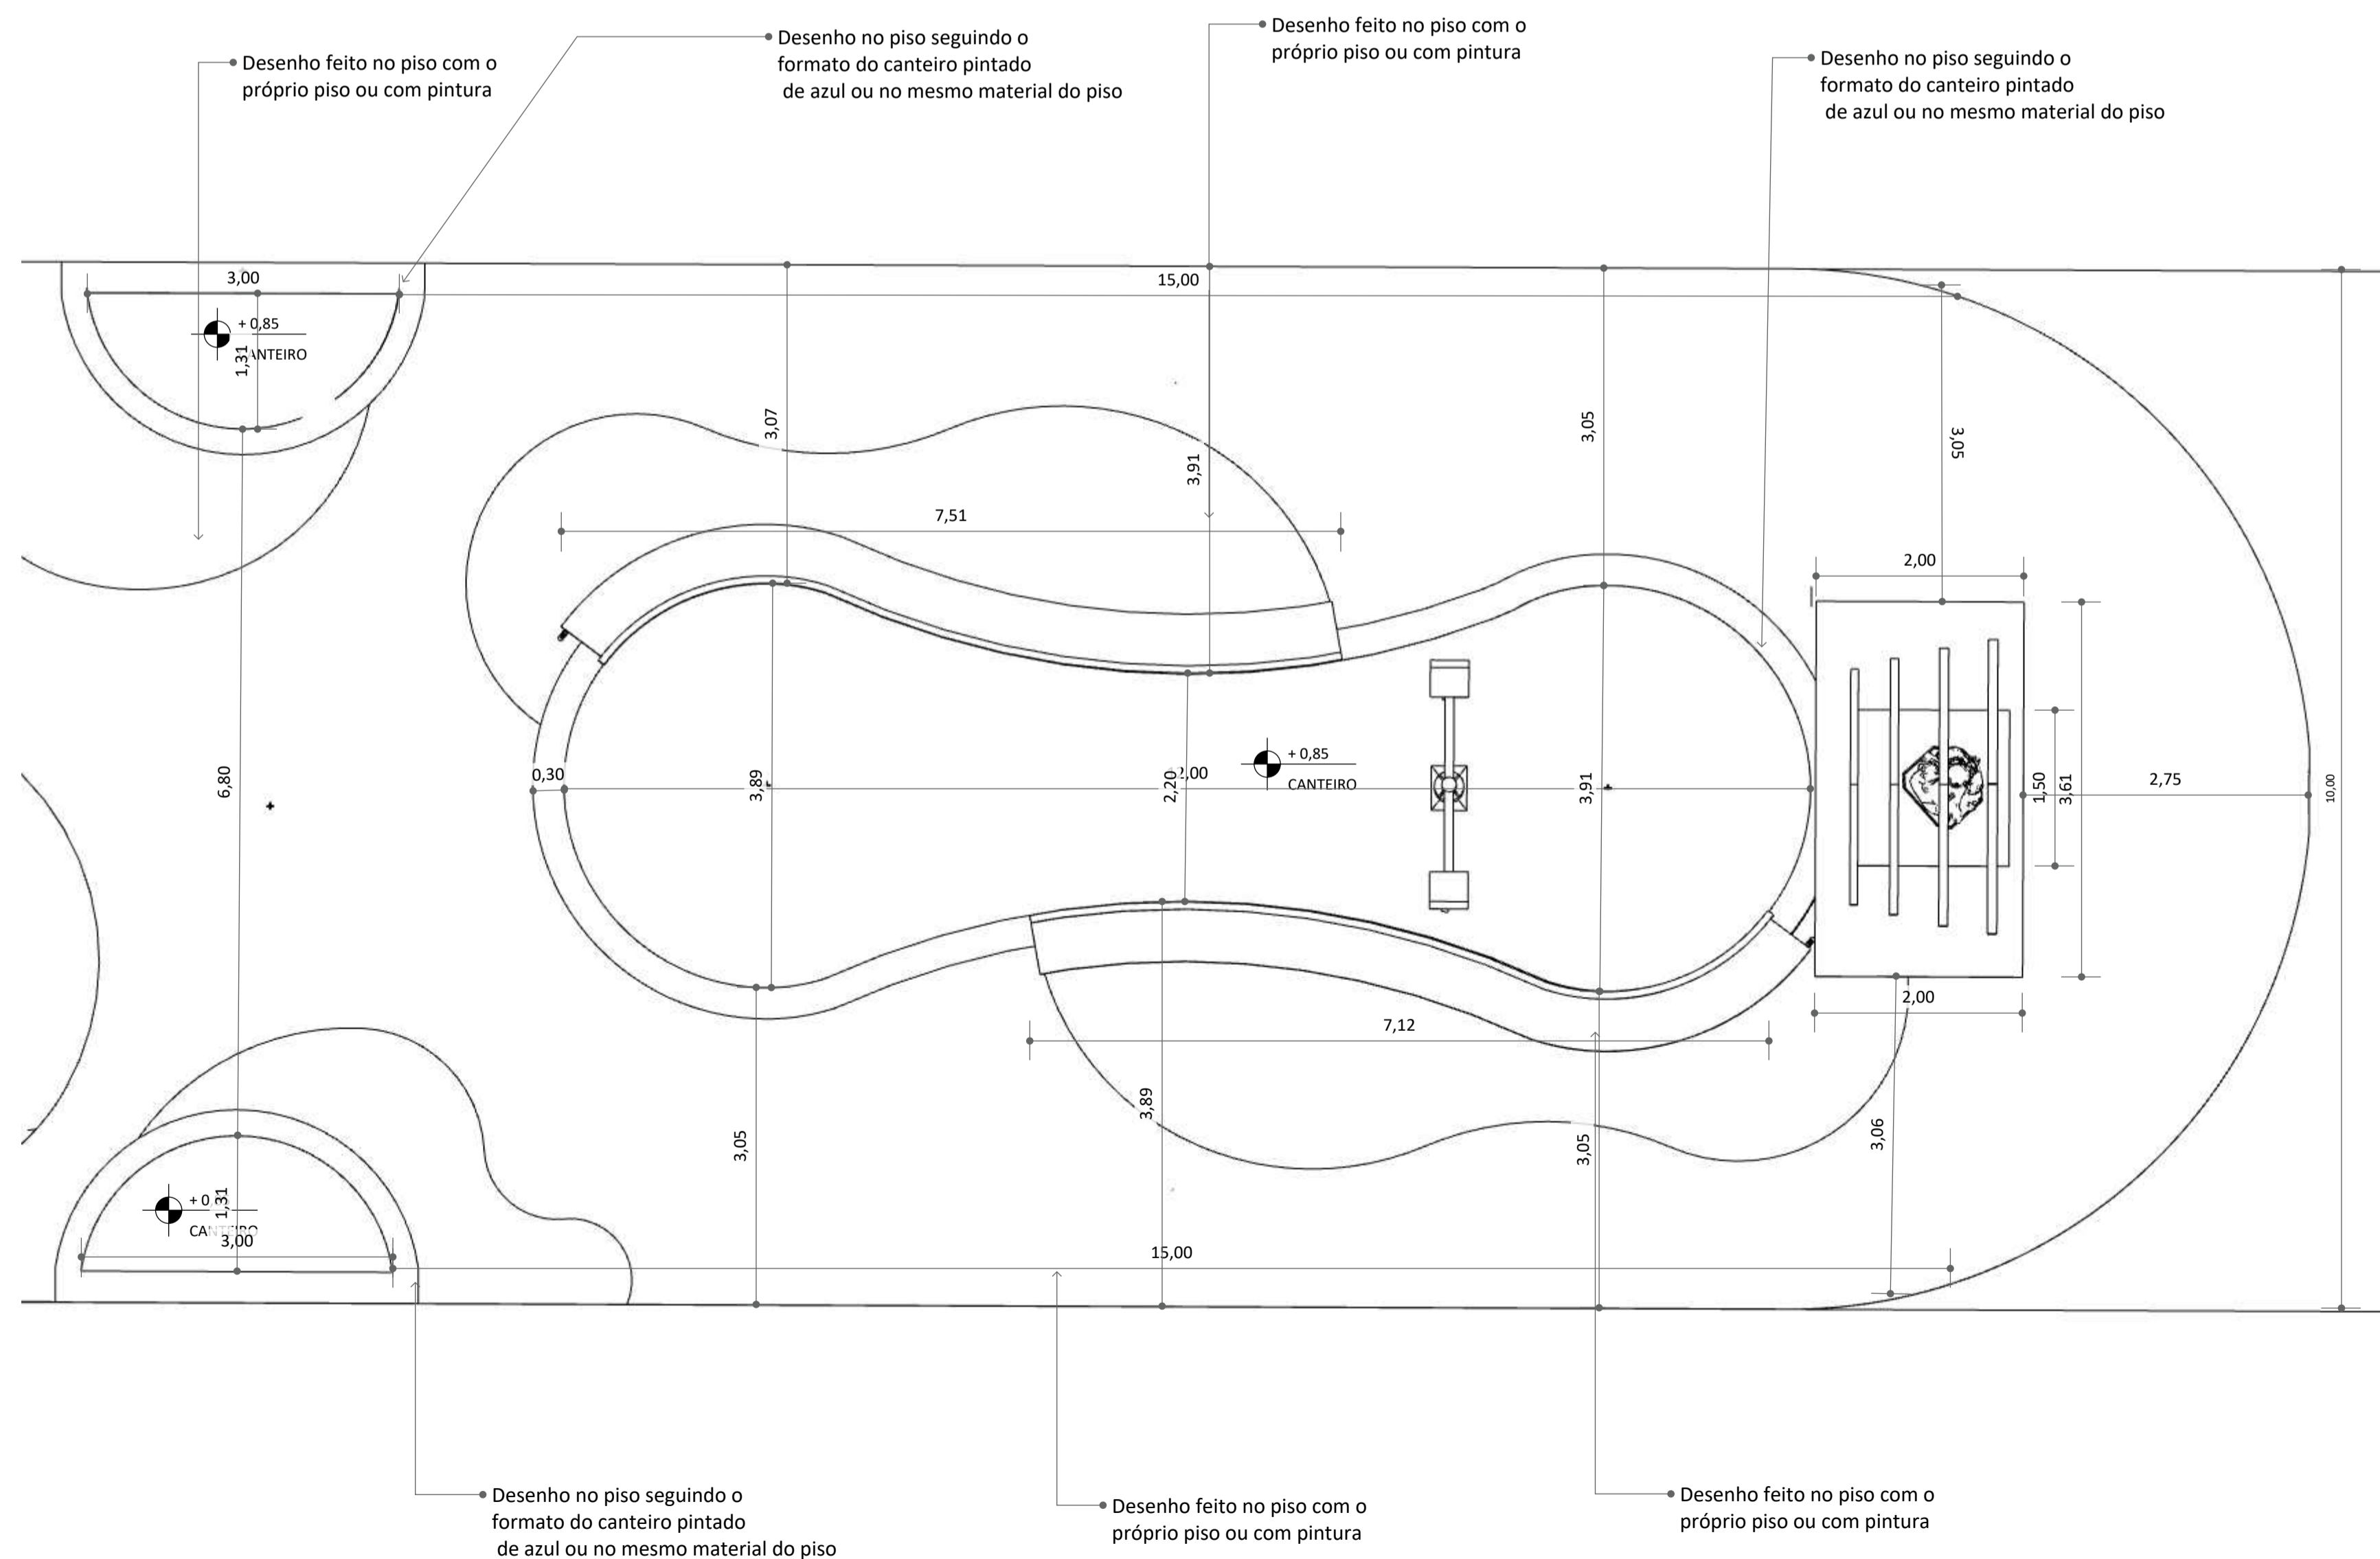 Desenho feito no piso com o
próprio piso ou com pintura
Desenho no piso seguindo o
formato do canteiro pintado
de azul ou no mesmo material do piso
Desenho feito no piso com o
próprio piso ou com pintura
Desenho no piso seguindo o
formato do canteiro pintado
de azul ou no mesmo material do piso
3,00
15,00
+ 0,85
ANTEIRO
1,31
3,07
3,91
3,05
3,05
7,51
2,00
6,80
0,30
3,89
2,20
2,00
+ 0,85
CANTEIRO
3,91
1,50
3,61
2,75
10,00
2,00
7,12
3,89
3,05
3,05
3,06
+ 0
1,31
CANTEIRO
3,00
15,00
Desenho no piso seguindo o
formato do canteiro pintado
de azul ou no mesmo material do piso
Desenho feito no piso com o
próprio piso ou com pintura
Desenho feito no piso com o
próprio piso ou com pintura